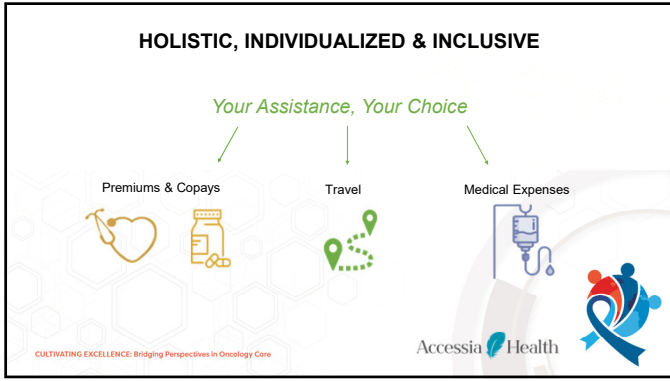 HOLISTIC, INDIVIDUALIZED & INCLUSIVE
Your Assistance, Your Choice
Premiums & Copays
Travel
Medical Expenses
Accessia Health
CULTIVATING EXCELLENCE: Bridging Perspectives in Oncology Care